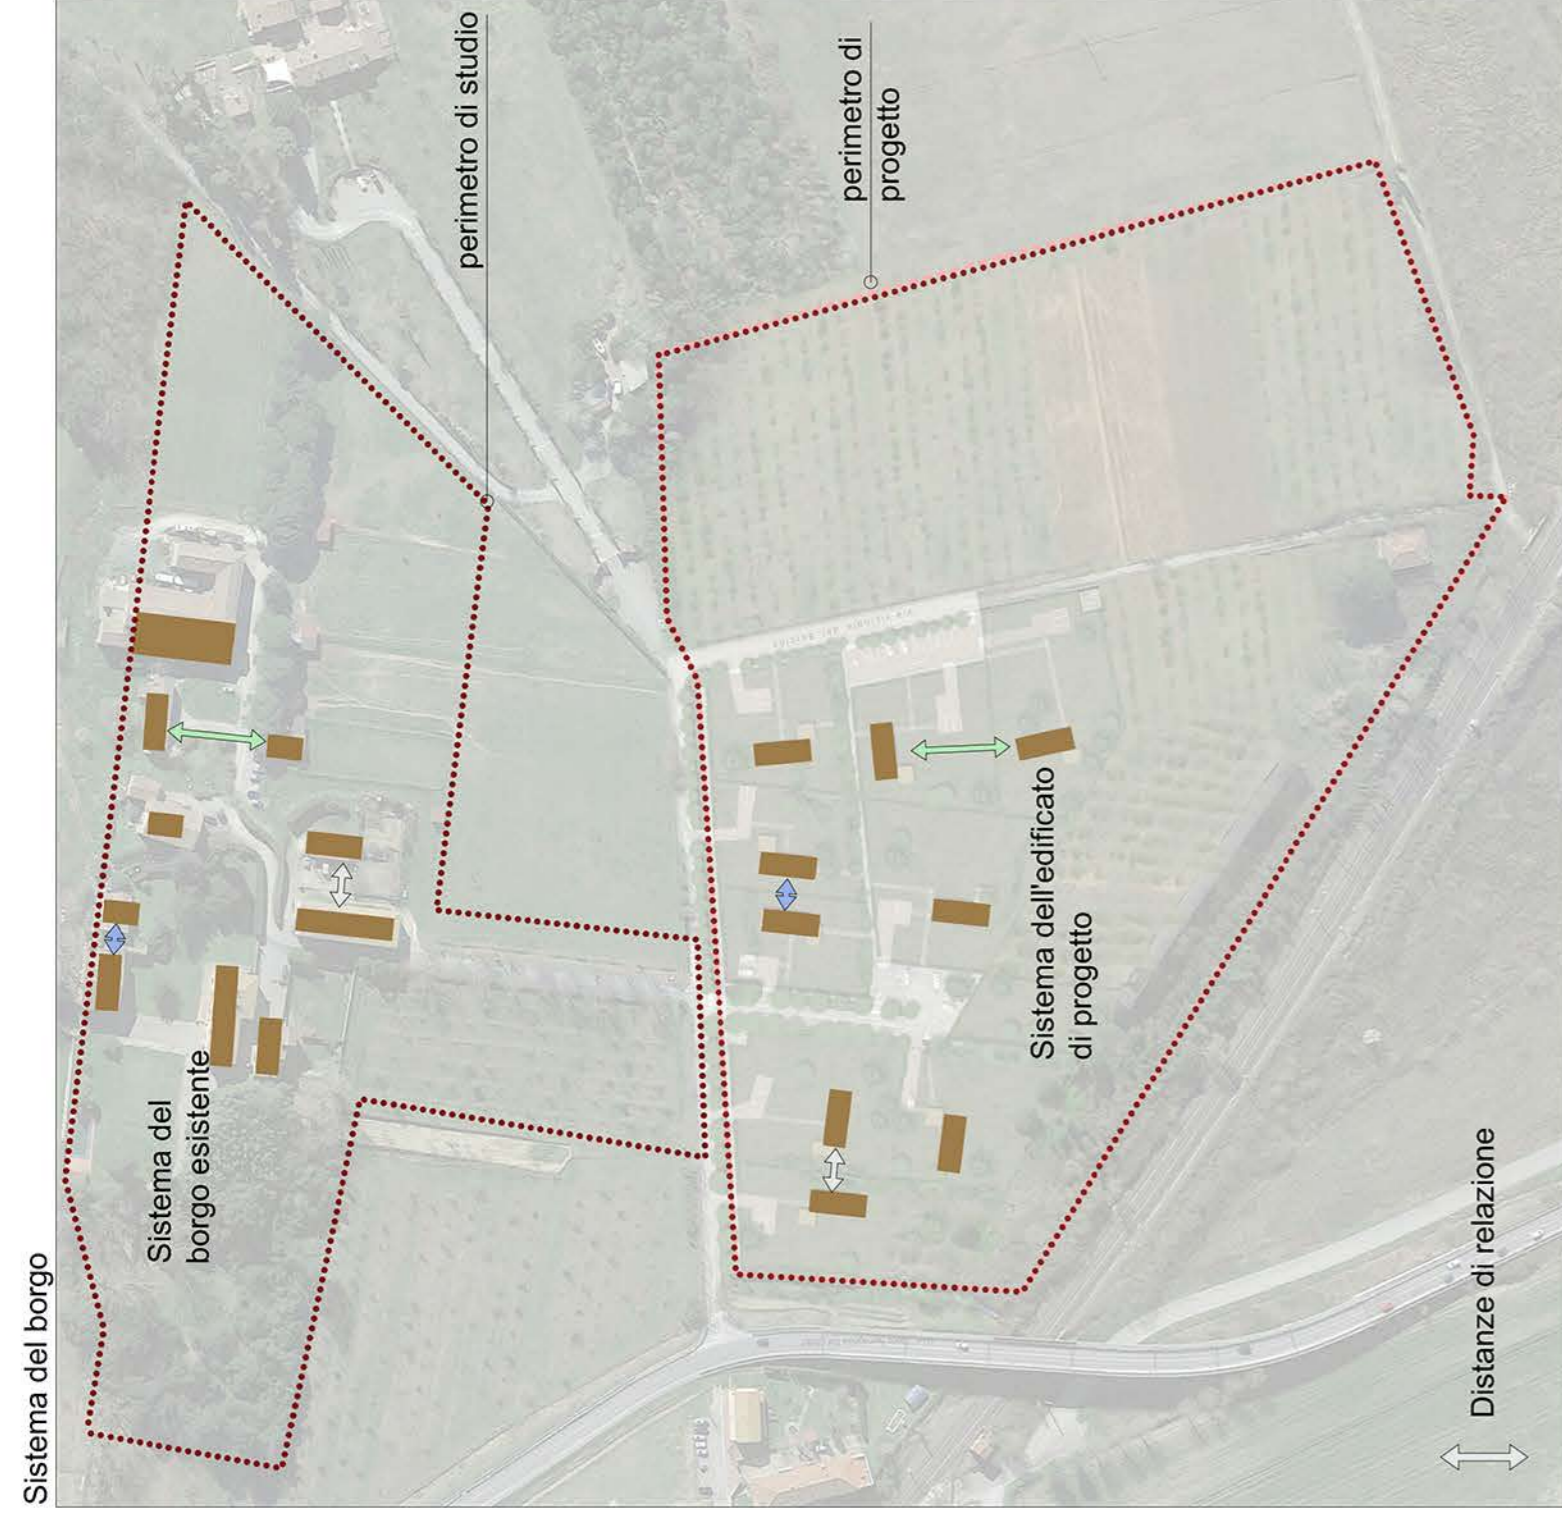 Sistema del borgo
Sistema del
borgo esistente
perimetro di studio
perimetro di
progetto
Sistema dell'edificato
di progetto
Distanze di relazione